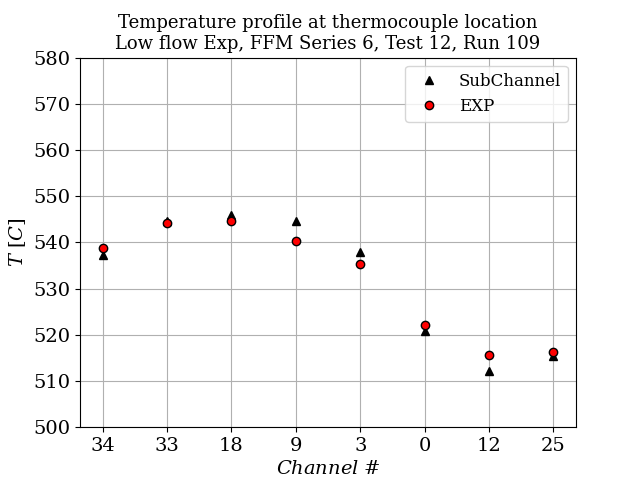 Temperature profile at thermocouple location
Low flow Exp, FFM Series 6, Test 12, Run 109
SubChannel
EXP
580
570
560
550
540
530
520
510
500
T [C]
34 33 18 9 3 0 12 25
Channel #